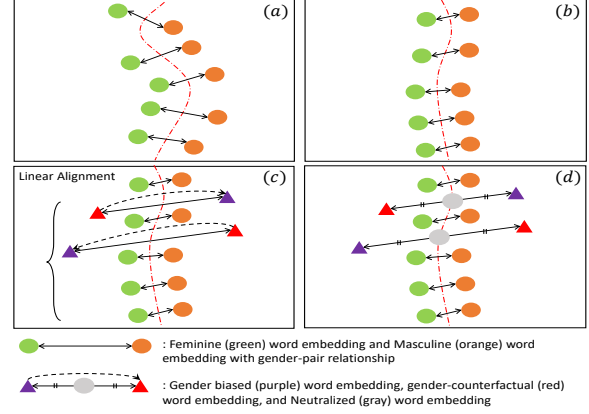 (a)
(b)
Linear Alignment
(c)
(d)
: Feminine (green) word embedding and Masculine (orange) word
embedding with gender-pair relationship
: Gender biased (purple) word embedding, gender-counterfactual (red)
word embedding, and Neutralized (gray) word embedding